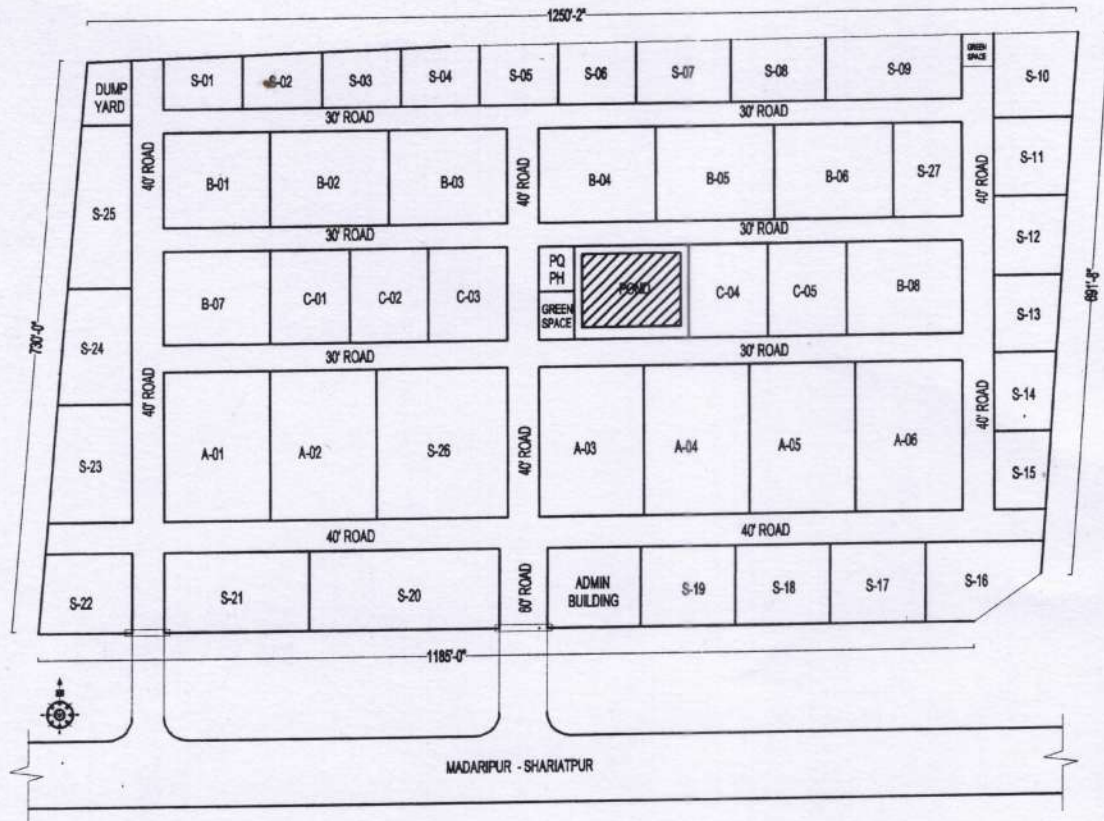 1250'-2"
DUMP
YARD
S-01
S-02
S-03
S-04
S-05
S-06
S-07
S-08
S-09
GREEN
SPACE
S-10
30' ROAD
30' ROAD
40' ROAD
B-01
B-02
B-03
40' ROAD
B-04
B-05
B-06
S-27
40' ROAD
S-11
S-25
30' ROAD
30' ROAD
S-12
B-07
C-01
C-02
C-03
PQ
PH
GREEN
SPACE
POND
C-04
C-05
B-08
S-13
730'-0"
S-24
30' ROAD
30' ROAD
40' ROAD
40' ROAD
S-14
S-23
A-01
A-02
S-26
40' ROAD
A-03
A-04
A-05
A-06
S-15
40' ROAD
40' ROAD
S-22
S-21
S-20
60' ROAD
ADMIN
BUILDING
S-19
S-18
S-17
S-16
1185'-0"
MADARIPUR - SHARIATPUR